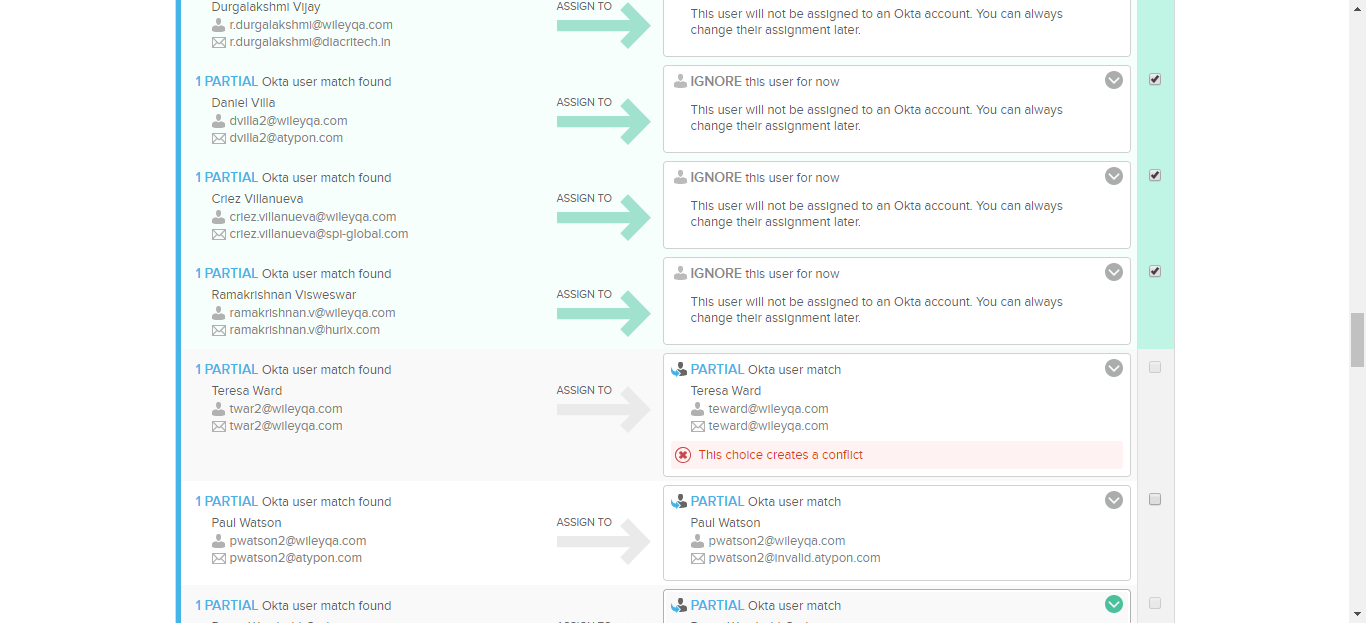 Durgalakshmi Vijay
r.durgalakshmi@wileyqa.com
r.durgalakshmi@diacritech.in
ASSIGN TO
This user will not be assigned to an Okta account. You can always
change their assignment later.
1 PARTIAL Okta user match found
Daniel Villa
dvilla2@wileyqa.com
dvilla2@atypon.com
ASSIGN TO
IGNORE this user for now
This user will not be assigned to an Okta account. You can always
change their assignment later.
1 PARTIAL Okta user match found
Criez Villanueva
criez.villanueva@wileyqa.com
criez.villanueva@spi-global.com
ASSIGN TO
IGNORE this user for now
This user will not be assigned to an Okta account. You can always
change their assignment later.
1 PARTIAL Okta user match found
Ramakrishnan Visweswar
ramakrishnan.v@wileyqa.com
ramakrishnan.v@hurix.com
ASSIGN TO
IGNORE this user for now
This user will not be assigned to an Okta account. You can always
change their assignment later.
1 PARTIAL Okta user match found
Teresa Ward
twar2@wileyqa.com
twar2@wileyqa.com
ASSIGN TO
PARTIAL Okta user match
Teresa Ward
teward@wileyqa.com
teward@wileyqa.com
This choice creates a conflict
1 PARTIAL Okta user match found
Paul Watson
pwatson2@wileyqa.com
pwatson2@atypon.com
ASSIGN TO
PARTIAL Okta user match
Paul Watson
pwatson2@wileyqa.com
pwatson2@invalid.atypon.com
1 PARTIAL Okta user match found
PARTIAL Okta user match